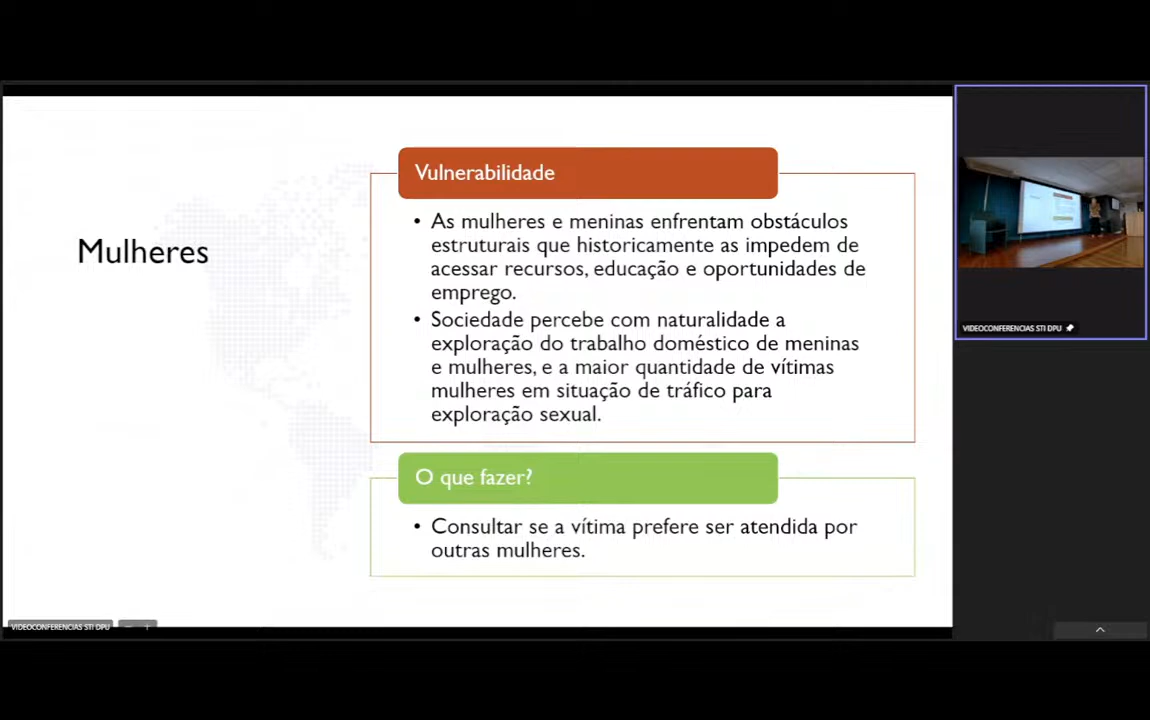 Mulheres
Vulnerabilidade
• As mulheres e meninas enfrentam obstáculos
estruturais que historicamente as impedem de
acessar recursos, educação e oportunidades de
emprego.
• Sociedade percebe com naturalidade a
exploração do trabalho doméstico de meninas
e mulheres, e a maior quantidade de vítimas
mulheres em situação de tráfico para
exploração sexual.
O que fazer?
• Consultar se a vítima prefere ser atendida por
outras mulheres.
VIDEOCONFERENCIAS STI DPU
VIDEOCONFERENCIAS STI DPU